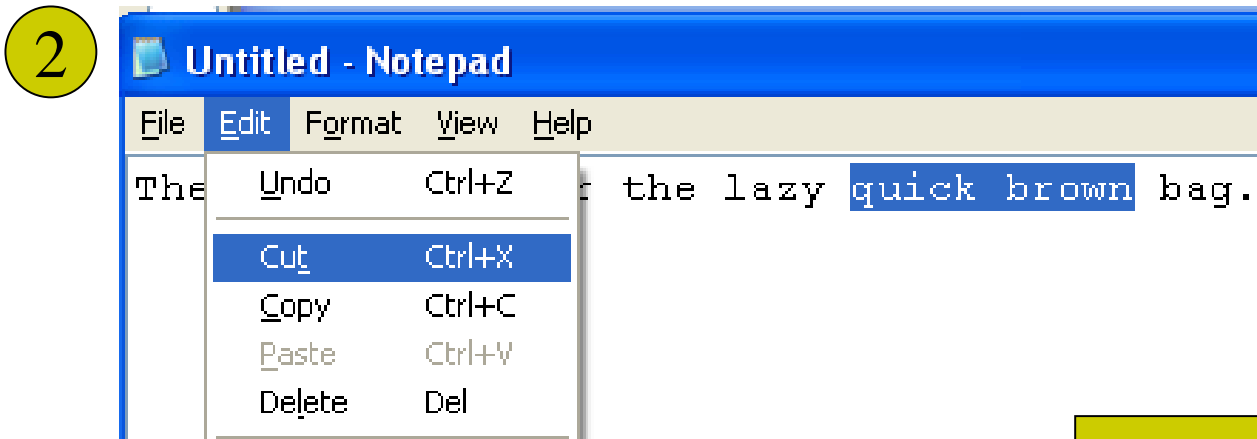 2
Untitled - Notepad
File Edit Format View Help
The the lazy quick brown bag.
Undo Ctrl+Z
Cut Ctrl+X
Copy Ctrl+C
Paste Ctrl+V
Delete Del